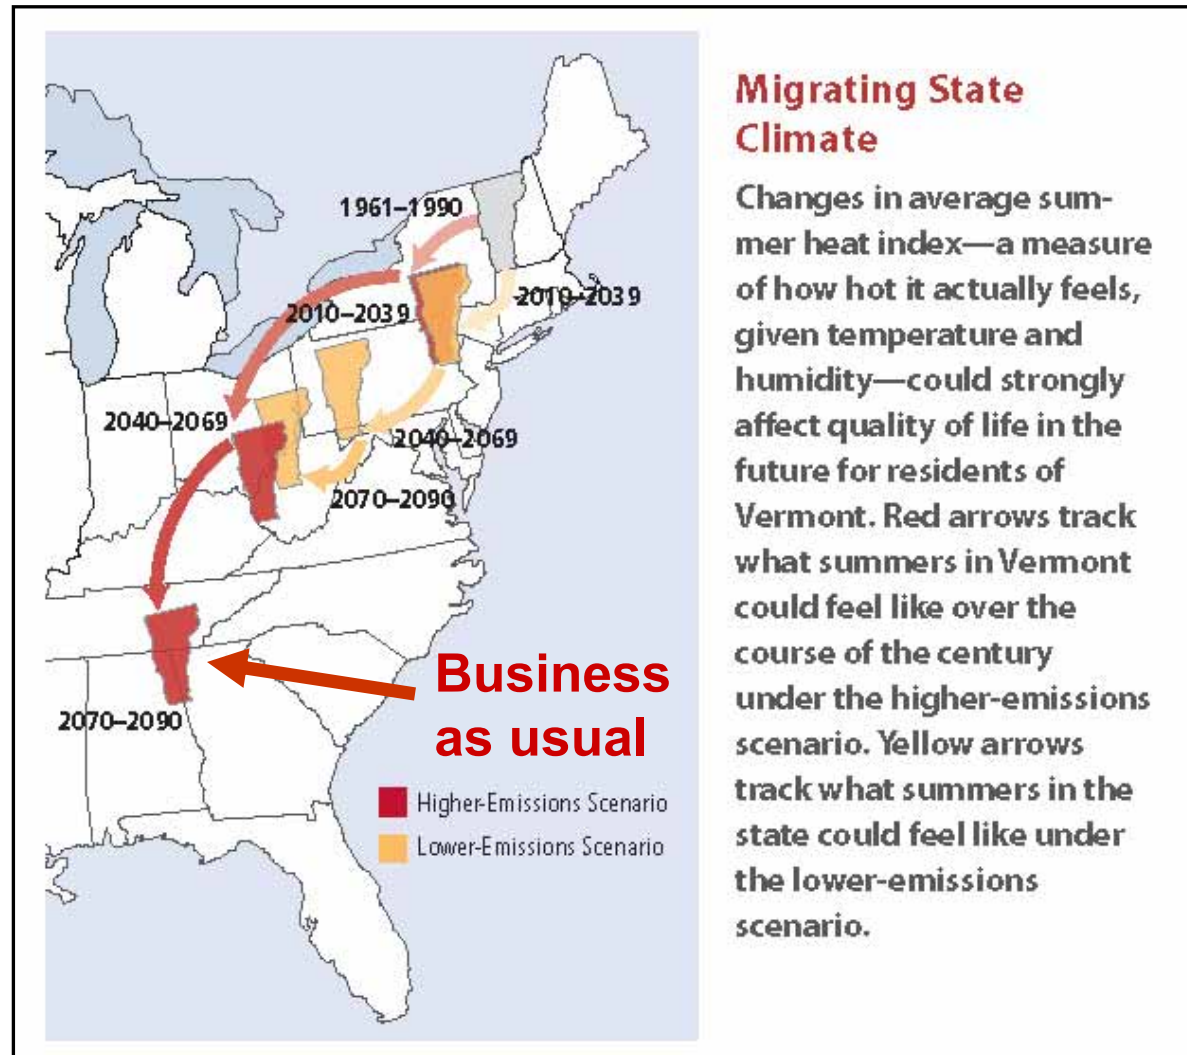 1961–1990
2010–2039
2010–2039
2040–2069
2040–2069
2070–2090
2070–2090
Business
as usual
Higher-Emissions Scenario
Lower-Emissions Scenario
Migrating State
Climate
Changes in average sum-
mer heat index—a measure
of how hot it actually feels,
given temperature and
humidity—could strongly
affect quality of life in the
future for residents of
Vermont. Red arrows track
what summers in Vermont
could feel like over the
course of the century
under the higher-emissions
scenario. Yellow arrows
track what summers in the
state could feel like under
the lower-emissions
scenario.